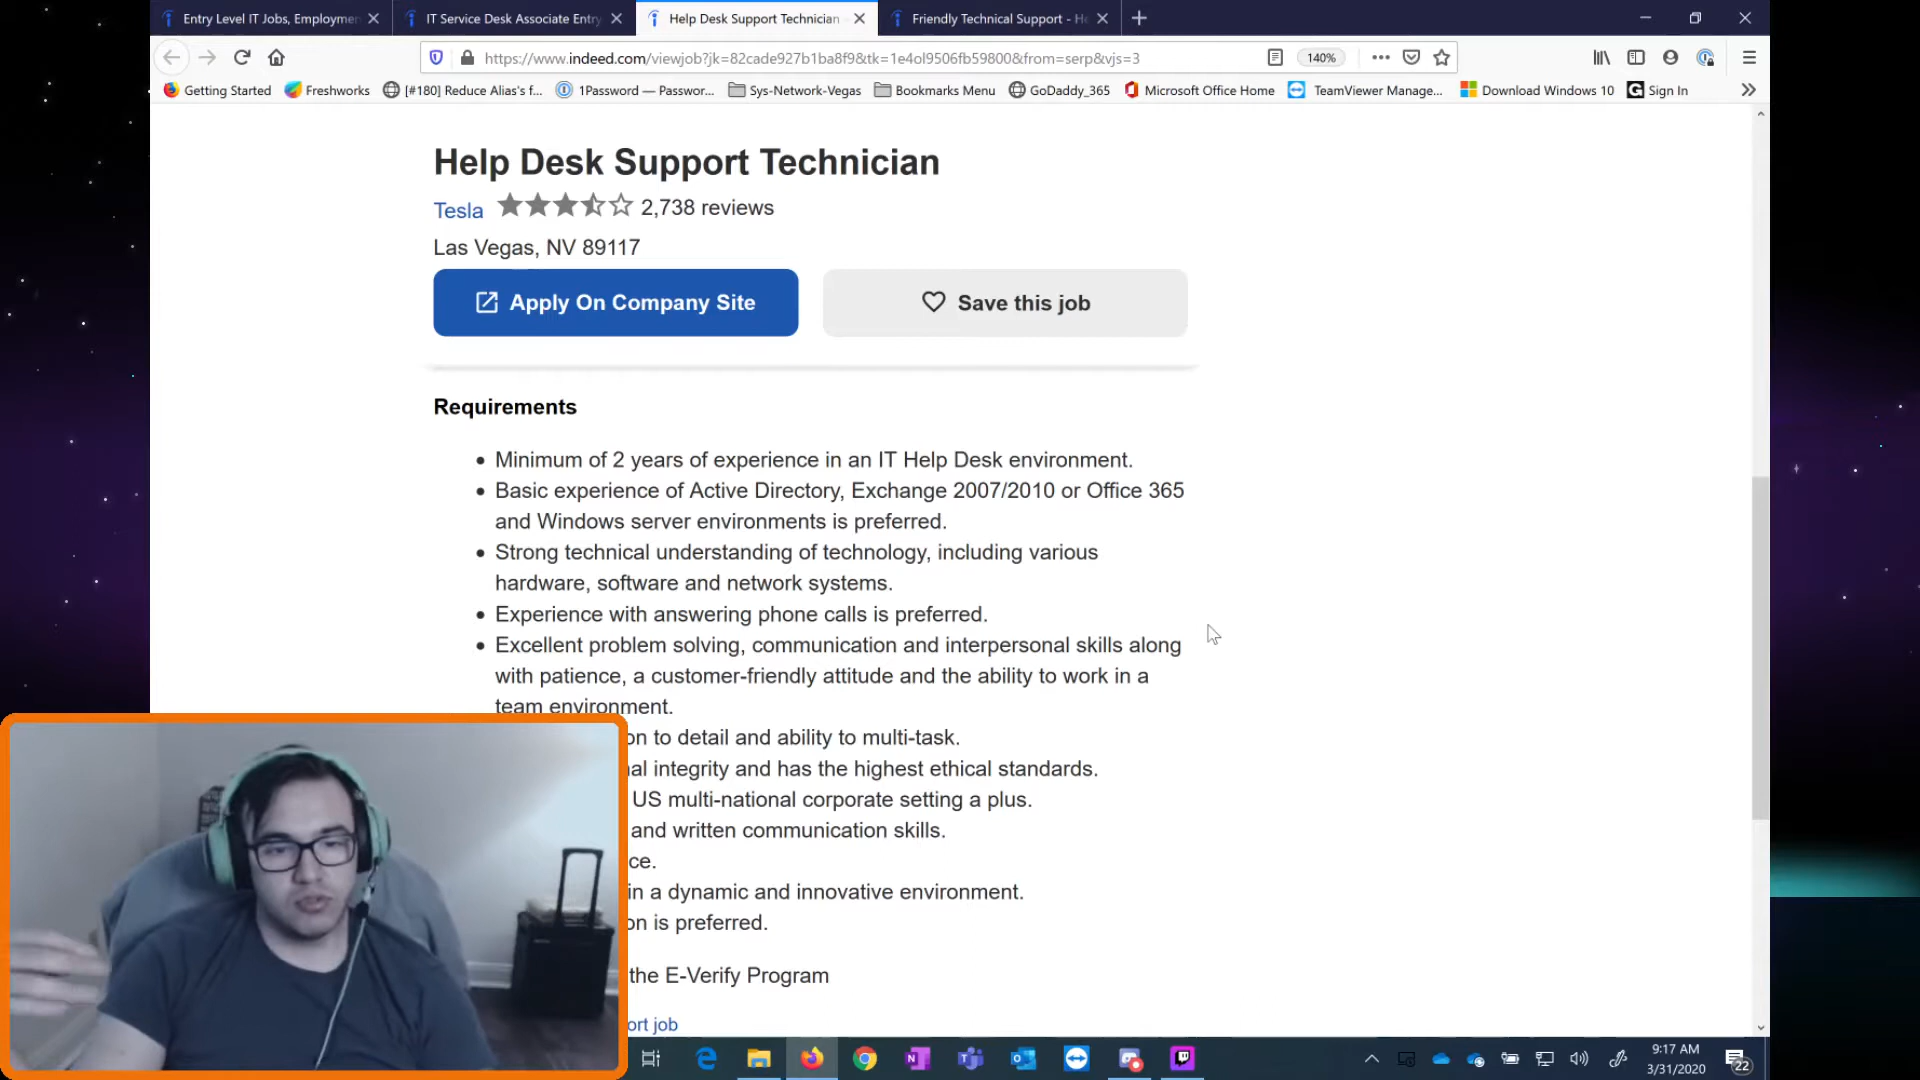 Entry Level IT Jobs, Employmen
IT Service Desk Associate Entry
Help Desk Support Technician
Friendly Technical Support - He
https://www.indeed.com/viewjob?jk=82cade927b1ba8f9&tk=1e4ol9506fb59800&from=serp&vjs=3
140%
Getting Started
Freshworks
[#180] Reduce Alias's f...
1Password — Passwor...
Sys-Network-Vegas
Bookmarks Menu
GoDaddy_365
Microsoft Office Home
TeamViewer Manage...
Download Windows 10
Sign In
Help Desk Support Technician
Tesla 2,738 reviews
Las Vegas, NV 89117
Apply On Company Site
Save this job
Requirements
Minimum of 2 years of experience in an IT Help Desk environment.
Basic experience of Active Directory, Exchange 2007/2010 or Office 365
and Windows server environments is preferred.
Strong technical understanding of technology, including various
hardware, software and network systems.
Experience with answering phone calls is preferred.
Excellent problem solving, communication and interpersonal skills along
with patience, a customer-friendly attitude and the ability to work in a
team environment.
on to detail and ability to multi-task.
al integrity and has the highest ethical standards.
US multi-national corporate setting a plus.
and written communication skills.
ce.
in a dynamic and innovative environment.
on is preferred.
the E-Verify Program
ort job
9:17 AM
3/31/2020
22